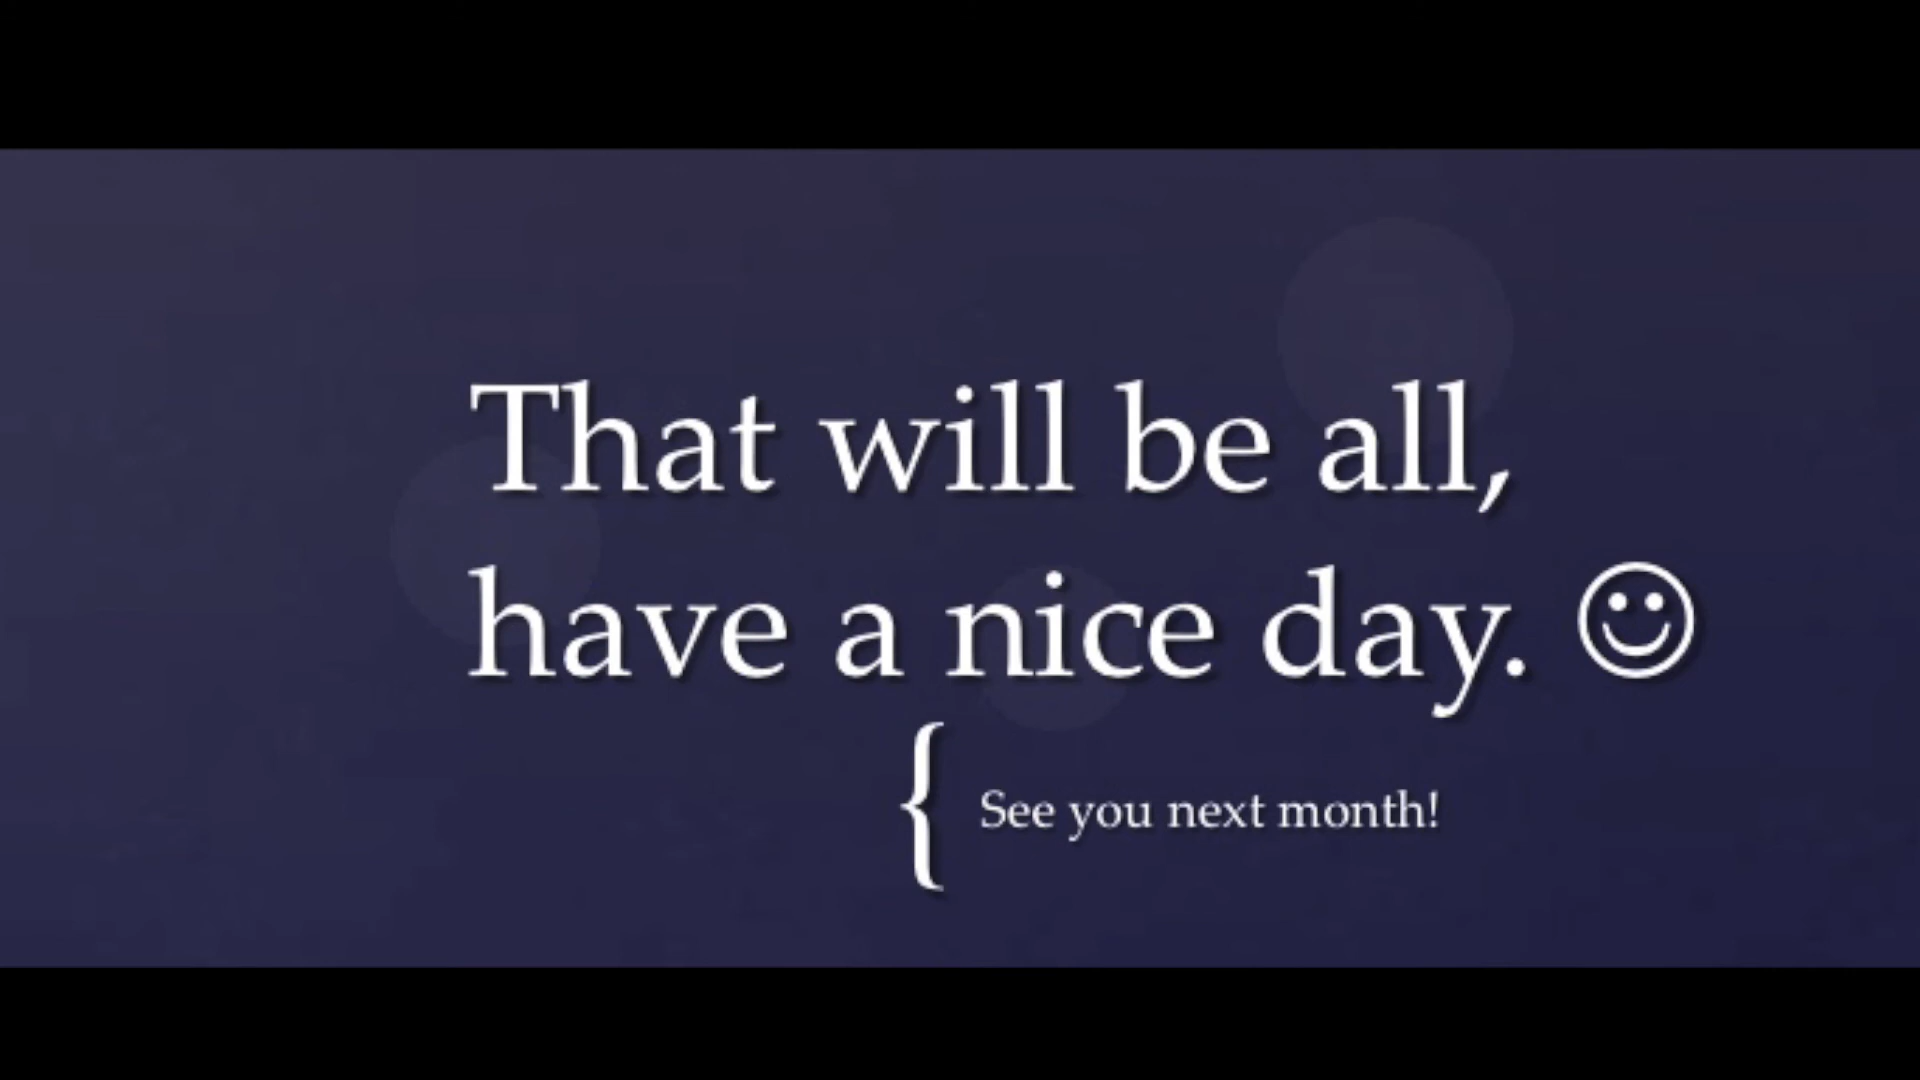 That will be all,
have a nice day. ☺
{ See you next month!